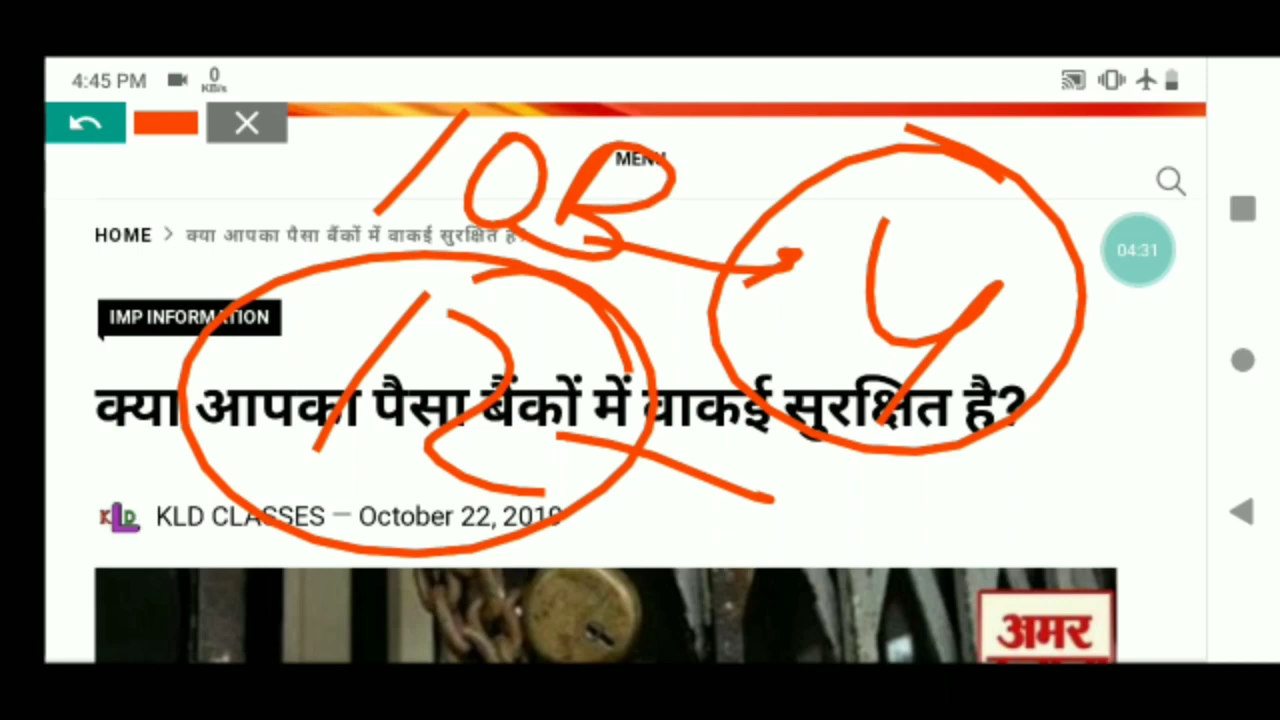 4:45 PM 0 KB/s
MENU
10B 4
HOME > क्या आपका पैसा बैंकों में वाकई सुरक्षित है?
04:31
IMP INFORMATION
12
क्या आपका पैसा बैंकों में वाकई सुरक्षित है?
KLD KLD CLASSES — October 22, 2019
अमर